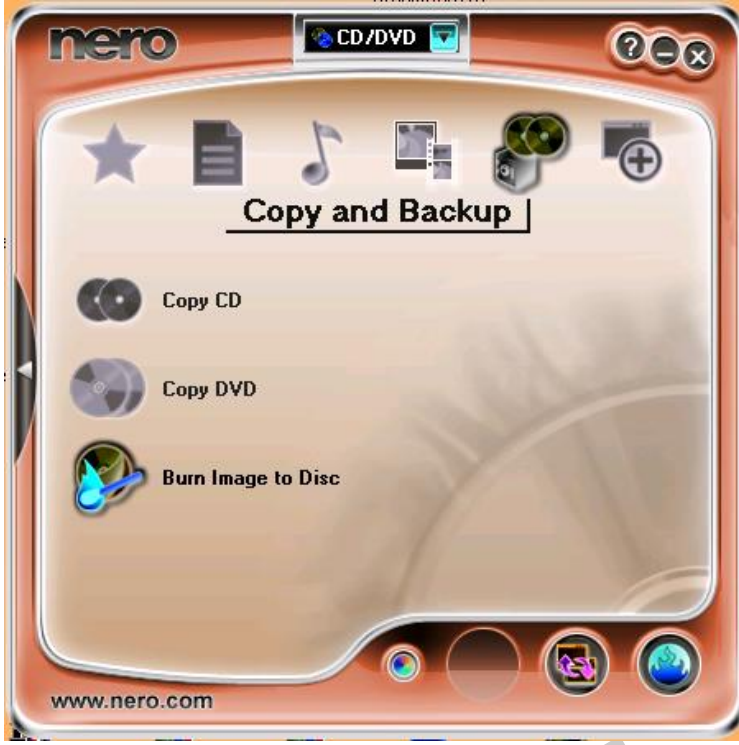 nero
CD/DVD
?
Copy and Backup
Copy CD
Copy DVD
Burn Image to Disc
www.nero.com